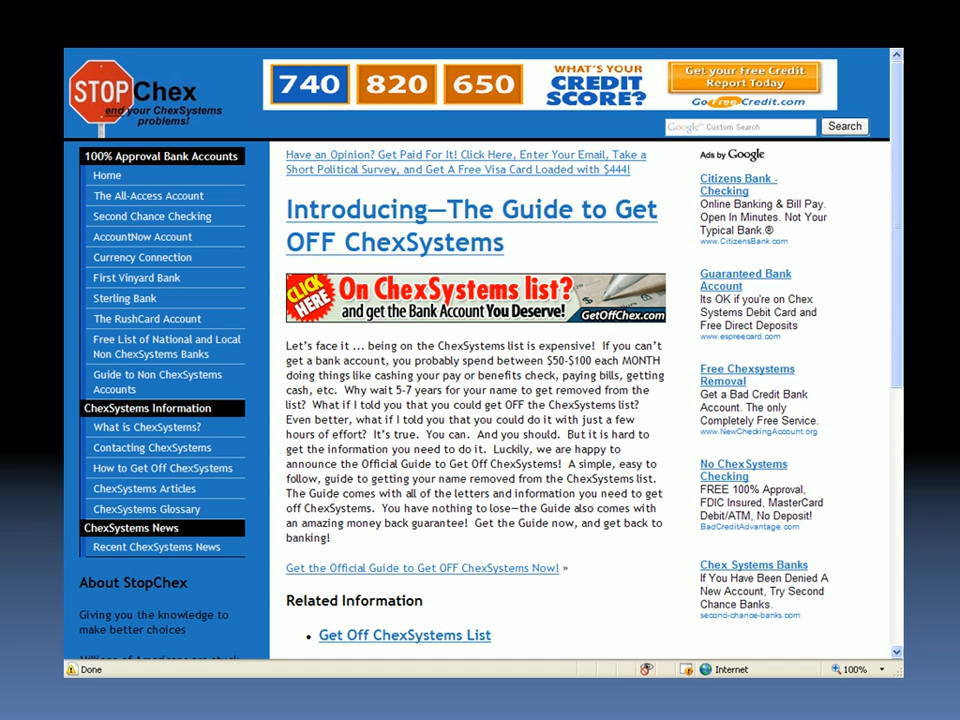 STOP Chex
end your ChexSystems
problems!
740 820 650
WHAT'S YOUR
CREDIT
SCORE?
Get your Free Credit
Report Today
GoFreeCredit.com
Google™ Custom Search
Search
100% Approval Bank Accounts
Home
The All-Access Account
Second Chance Checking
AccountNow Account
Currency Connection
First Vinyard Bank
Sterling Bank
The RushCard Account
Free List of National and Local
Non ChexSystems Banks
Guide to Non ChexSystems
Accounts
ChexSystems Information
What is ChexSystems?
Contacting ChexSystems
How to Get Off ChexSystems
ChexSystems Articles
ChexSystems Glossary
ChexSystems News
Recent ChexSystems News
About StopChex
Giving you the knowledge to
make better choices
Millions of Americans are stuck
Have an Opinion? Get Paid For It! Click Here, Enter Your Email, Take a
Short Political Survey, and Get A Free Visa Card Loaded with $444!
Introducing—The Guide to Get
OFF ChexSystems
CLICK HERE
On ChexSystems list?
and get the Bank Account You Deserve!
GetOffChex.com
Let's face it ... being on the ChexSystems list is expensive! If you can't
get a bank account, you probably spend between $50-$100 each MONTH
doing things like cashing your pay or benefits check, paying bills, getting
cash, etc. Why wait 5-7 years for your name to get removed from the
list? What if I told you that you could get OFF the ChexSystems list?
Even better, what if I told you that you could do it with just a few
hours of effort? It's true. You can. And you should. But it is hard to
get the information you need to do it. Luckily, we are happy to
announce the Official Guide to Get Off ChexSystems! A simple, easy to
follow, guide to getting your name removed from the ChexSystems list.
The Guide comes with all of the letters and information you need to get
off ChexSystems. You have nothing to lose—the Guide also comes with
an amazing money back guarantee! Get the Guide now, and get back to
banking!
Get the Official Guide to Get OFF ChexSystems Now! »
Related Information
• Get Off ChexSystems List
Ads by Google
Citizens Bank -
Checking
Online Banking & Bill Pay.
Open In Minutes. Not Your
Typical Bank.®
www.CitizensBank.com
Guaranteed Bank
Account
Its OK if you're on Chex
Systems Debit Card and
Free Direct Deposits
www.espreecard.com
Free Chexsystems
Removal
Get a Bad Credit Bank
Account. The only
Completely Free Service.
www.NewCheckingAccount.org
No ChexSystems
Checking
FREE 100% Approval,
FDIC Insured, MasterCard
Debit/ATM, No Deposit!
BadCreditAdvantage.com
Chex Systems Banks
If You Have Been Denied A
New Account, Try Second
Chance Banks.
second-chance-banks.com
Done
Internet
100%